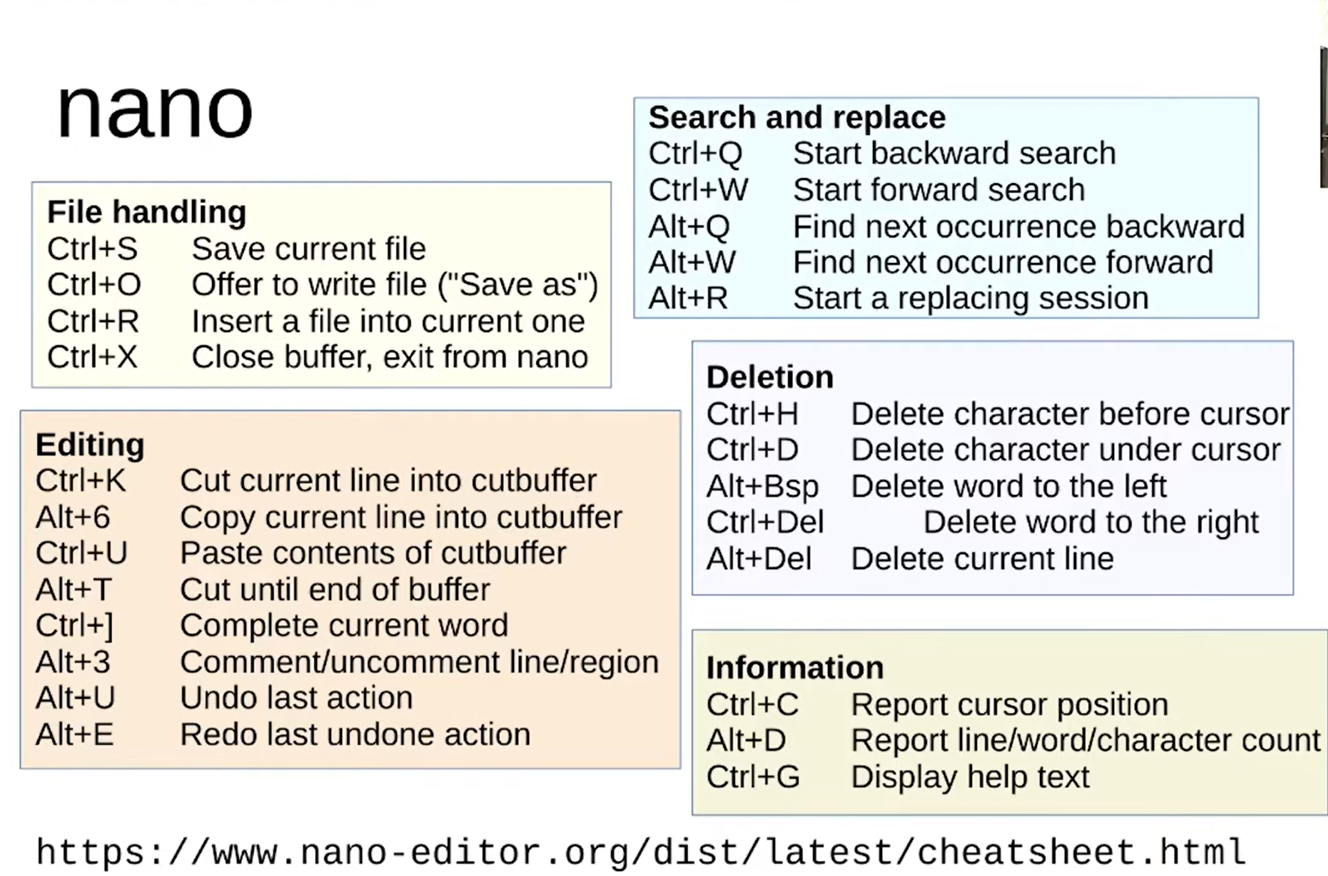 nano
File handling
Ctrl+S Save current file
Ctrl+O Offer to write file ("Save as")
Ctrl+R Insert a file into current one
Ctrl+X Close buffer, exit from nano
Editing
Ctrl+K Cut current line into cutbuffer
Alt+6 Copy current line into cutbuffer
Ctrl+U Paste contents of cutbuffer
Alt+T Cut until end of buffer
Ctrl+] Complete current word
Alt+3 Comment/uncomment line/region
Alt+U Undo last action
Alt+E Redo last undone action
Search and replace
Ctrl+Q Start backward search
Ctrl+W Start forward search
Alt+Q Find next occurrence backward
Alt+W Find next occurrence forward
Alt+R Start a replacing session
Deletion
Ctrl+H Delete character before cursor
Ctrl+D Delete character under cursor
Alt+Bsp Delete word to the left
Ctrl+Del Delete word to the right
Alt+Del Delete current line
Information
Ctrl+C Report cursor position
Alt+D Report line/word/character count
Ctrl+G Display help text
https://www.nano-editor.org/dist/latest/cheatsheet.html